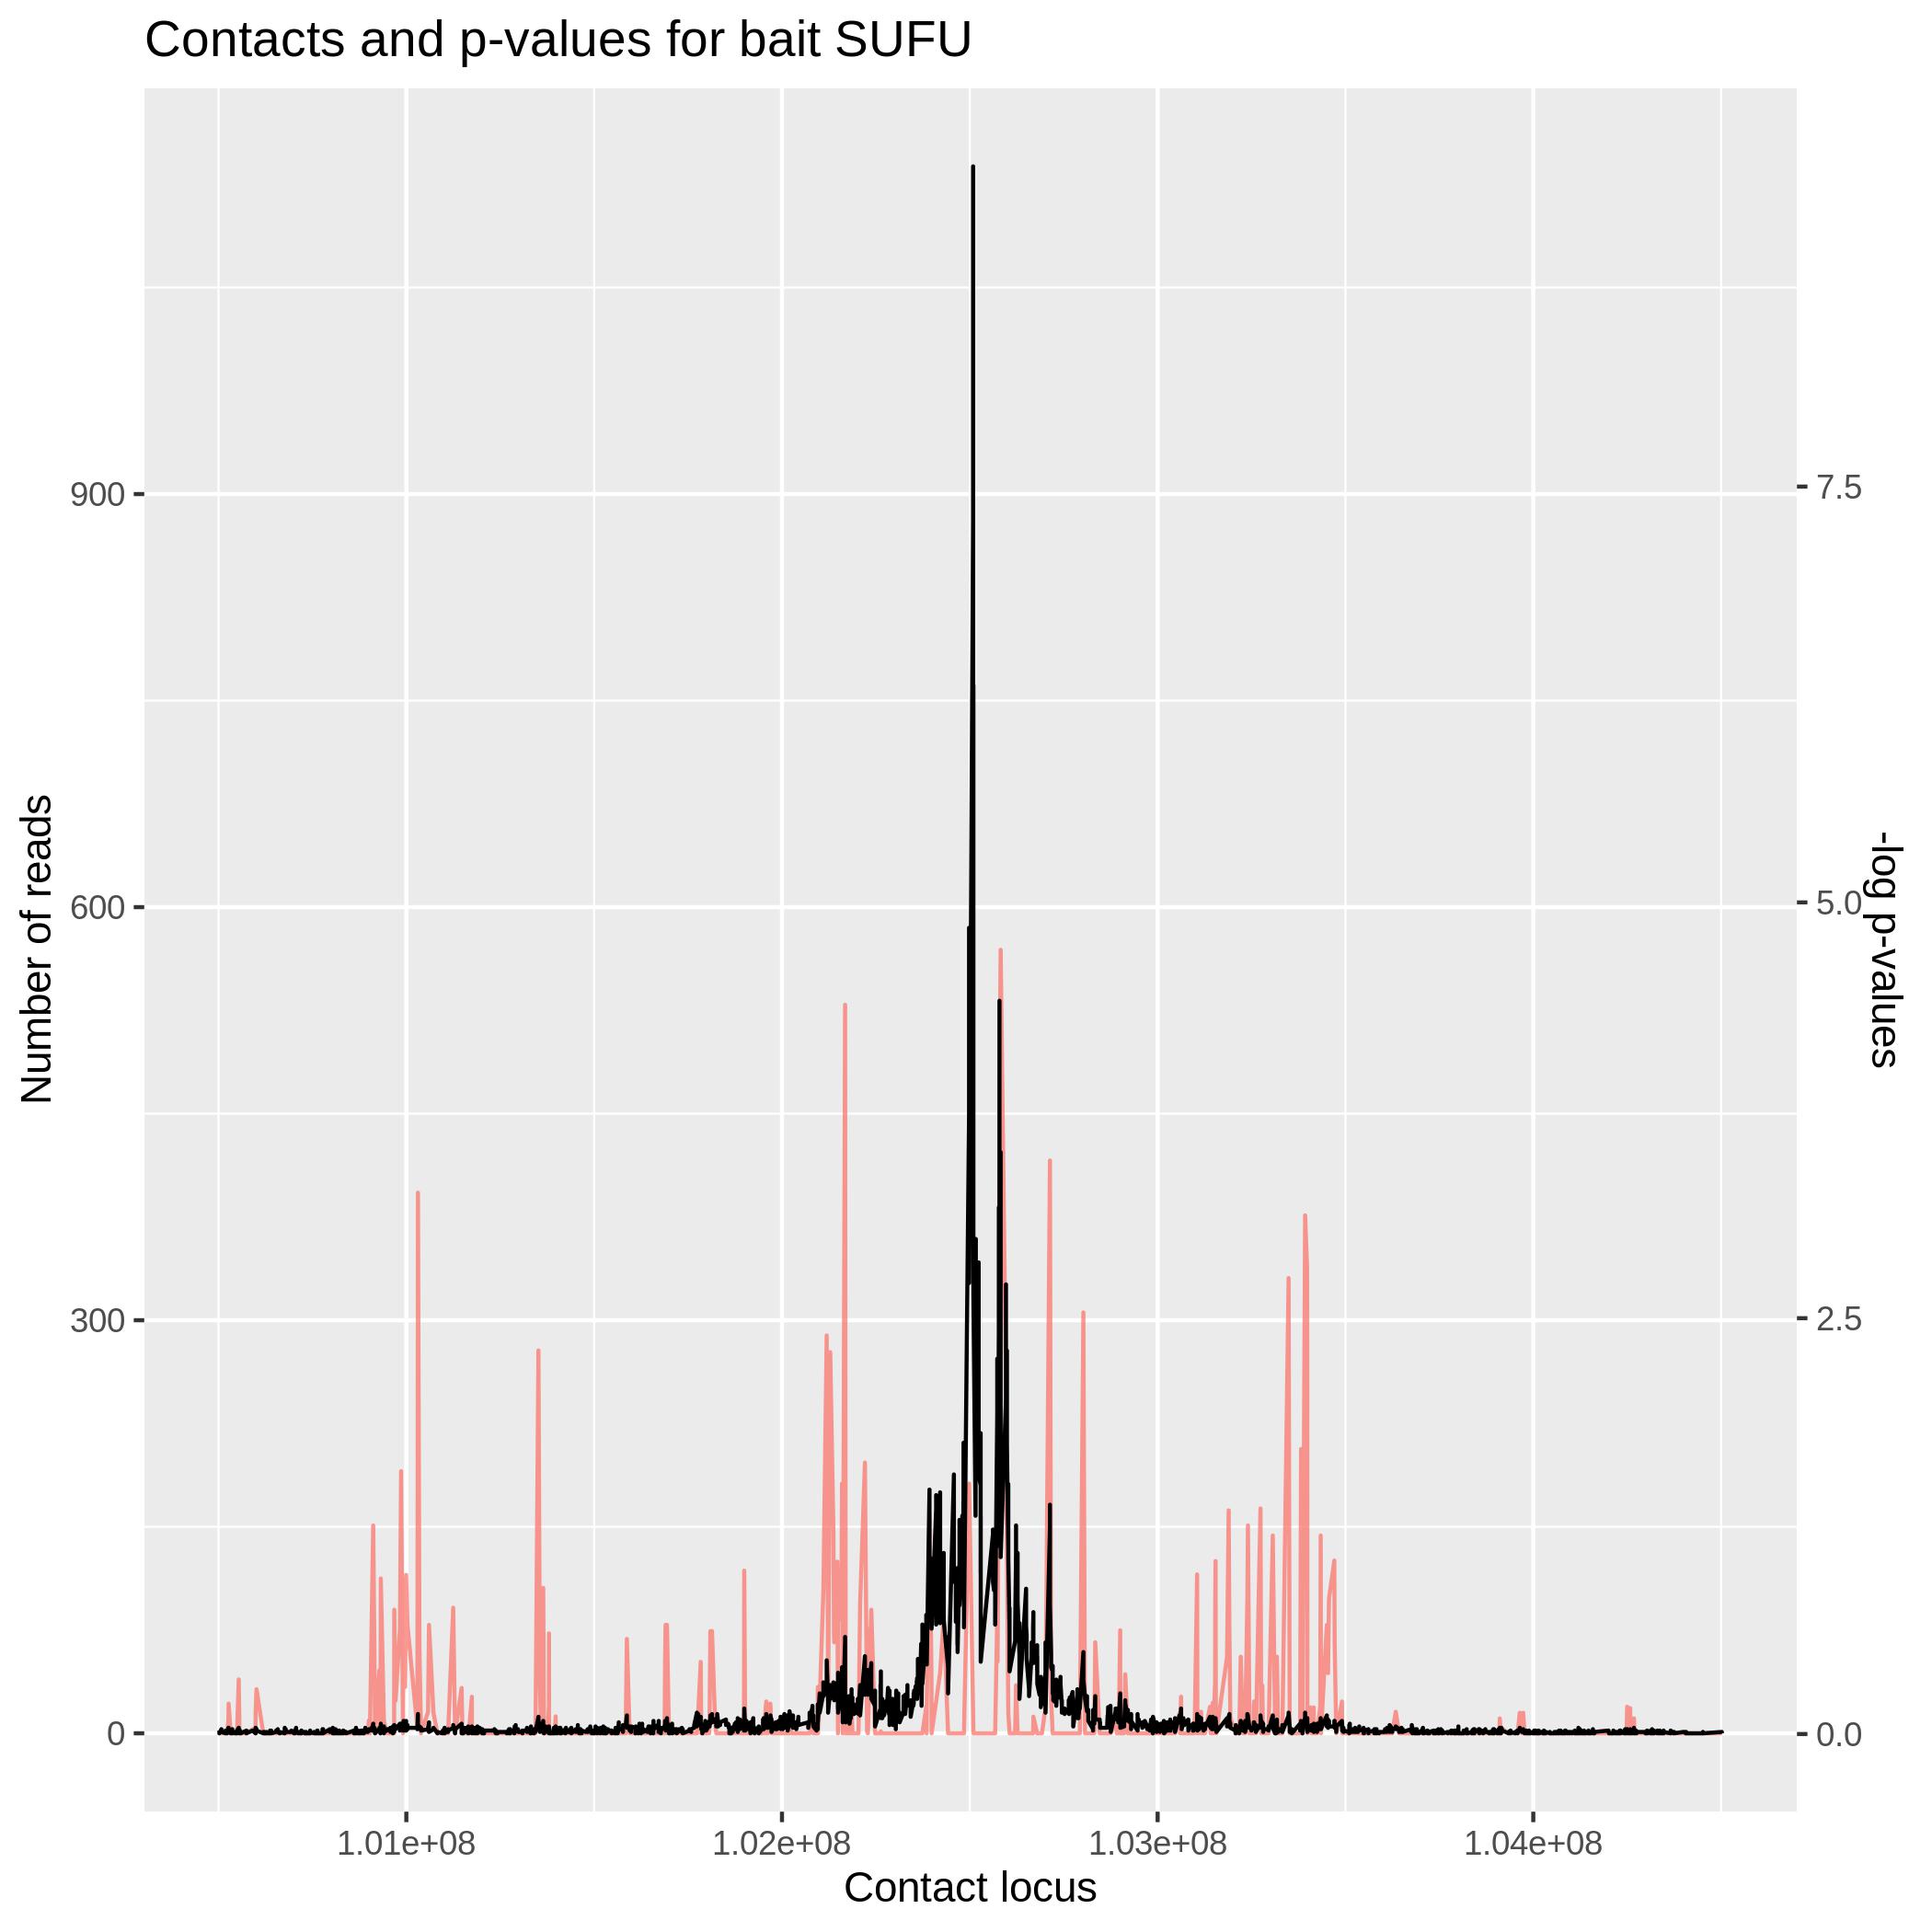 Contacts and p-values for bait SUFU
900
600
300
0
Number of reads
7.5
5.0
2.5
0.0
-log p-values
1.01e+08
1.02e+08
1.03e+08
1.04e+08
Contact locus